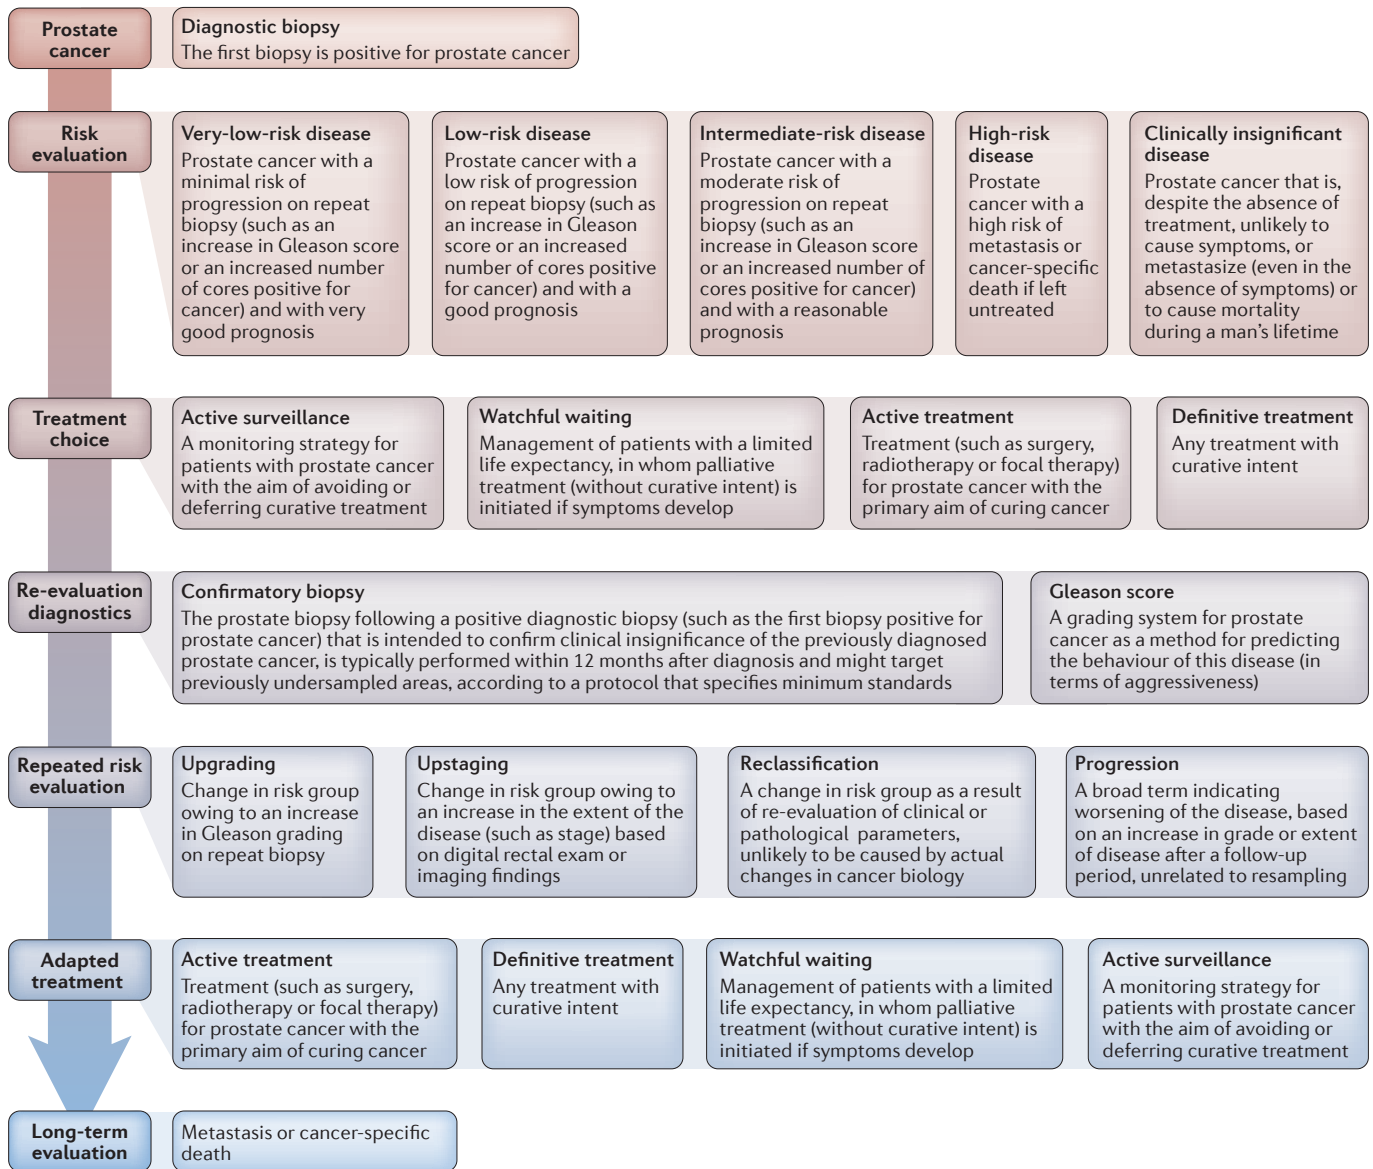 Prostate
cancer
Diagnostic biopsy
The first biopsy is positive for prostate cancer
Risk
evaluation
Very-low-risk disease
Prostate cancer with a
minimal risk of
progression on repeat
biopsy (such as an
increase in Gleason score
or an increased number
of cores positive for
cancer) and with very
good prognosis
Low-risk disease
Prostate cancer with a
low risk of progression
on repeat biopsy (such as
an increase in Gleason
score or an increased
number of cores positive
for cancer) and with a
good prognosis
Intermediate-risk disease
Prostate cancer with a
moderate risk of
progression on repeat
biopsy (such as an
increase in Gleason score
or an increased number of
cores positive for cancer)
and with a reasonable
prognosis
High-risk
disease
Prostate
cancer with a
high risk of
metastasis or
cancer-specific
death if left
untreated
Clinically insignificant
disease
Prostate cancer that is,
despite the absence of
treatment, unlikely to
cause symptoms, or
metastasize (even in the
absence of symptoms) or
to cause mortality
during a man's lifetime
Treatment
choice
Active surveillance
A monitoring strategy for
patients with prostate cancer
with the aim of avoiding or
deferring curative treatment
Watchful waiting
Management of patients with a limited
life expectancy, in whom palliative
treatment (without curative intent) is
initiated if symptoms develop
Active treatment
Treatment (such as surgery,
radiotherapy or focal therapy)
for prostate cancer with the
primary aim of curing cancer
Definitive treatment
Any treatment with
curative intent
Re-evaluation
diagnostics
Confirmatory biopsy
The prostate biopsy following a positive diagnostic biopsy (such as the first biopsy positive for
prostate cancer) that is intended to confirm clinical insignificance of the previously diagnosed
prostate cancer, is typically performed within 12 months after diagnosis and might target
previously undersampled areas, according to a protocol that specifies minimum standards
Gleason score
A grading system for prostate
cancer as a method for predicting
the behaviour of this disease (in
terms of aggressiveness)
Repeated risk
evaluation
Upgrading
Change in risk group
owing to an increase
in Gleason grading
on repeat biopsy
Upstaging
Change in risk group owing to
an increase in the extent of the
disease (such as stage) based
on digital rectal exam or
imaging findings
Reclassification
A change in risk group as a result
of re-evaluation of clinical or
pathological parameters,
unlikely to be caused by actual
changes in cancer biology
Progression
A broad term indicating
worsening of the disease, based
on an increase in grade or extent
of disease after a follow-up
period, unrelated to resampling
Adapted
treatment
Active treatment
Treatment (such as surgery,
radiotherapy or focal therapy)
for prostate cancer with the
primary aim of curing cancer
Definitive treatment
Any treatment with
curative intent
Watchful waiting
Management of patients with a limited
life expectancy, in whom palliative
treatment (without curative intent) is
initiated if symptoms develop
Active surveillance
A monitoring strategy for
patients with prostate cancer
with the aim of avoiding or
deferring curative treatment
Long-term
evaluation
Metastasis or cancer-specific
death